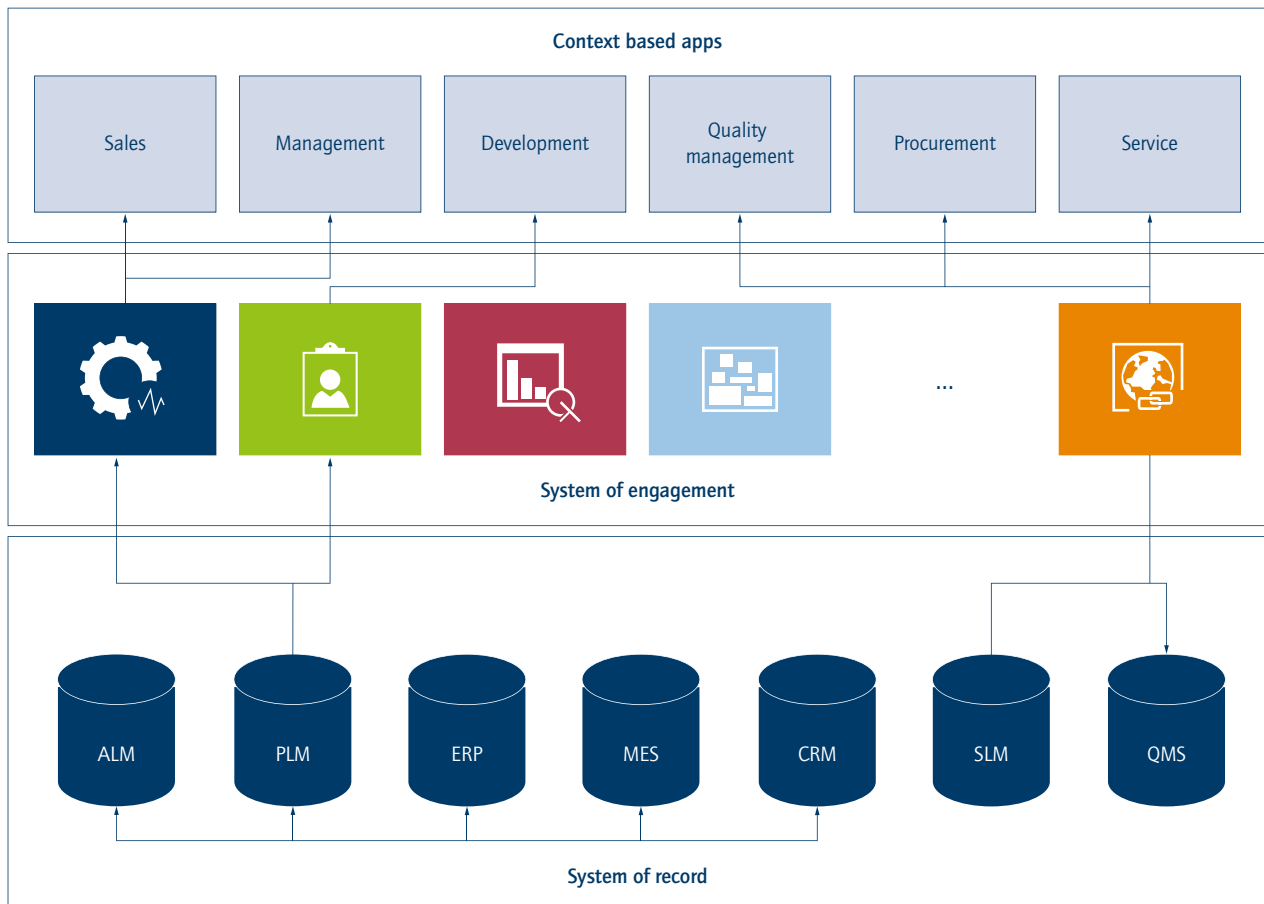 Context based apps
Sales
Management
Development
Quality
management
Procurement
Service
...
System of engagement
ALM
PLM
ERP
MES
CRM
SLM
QMS
System of record